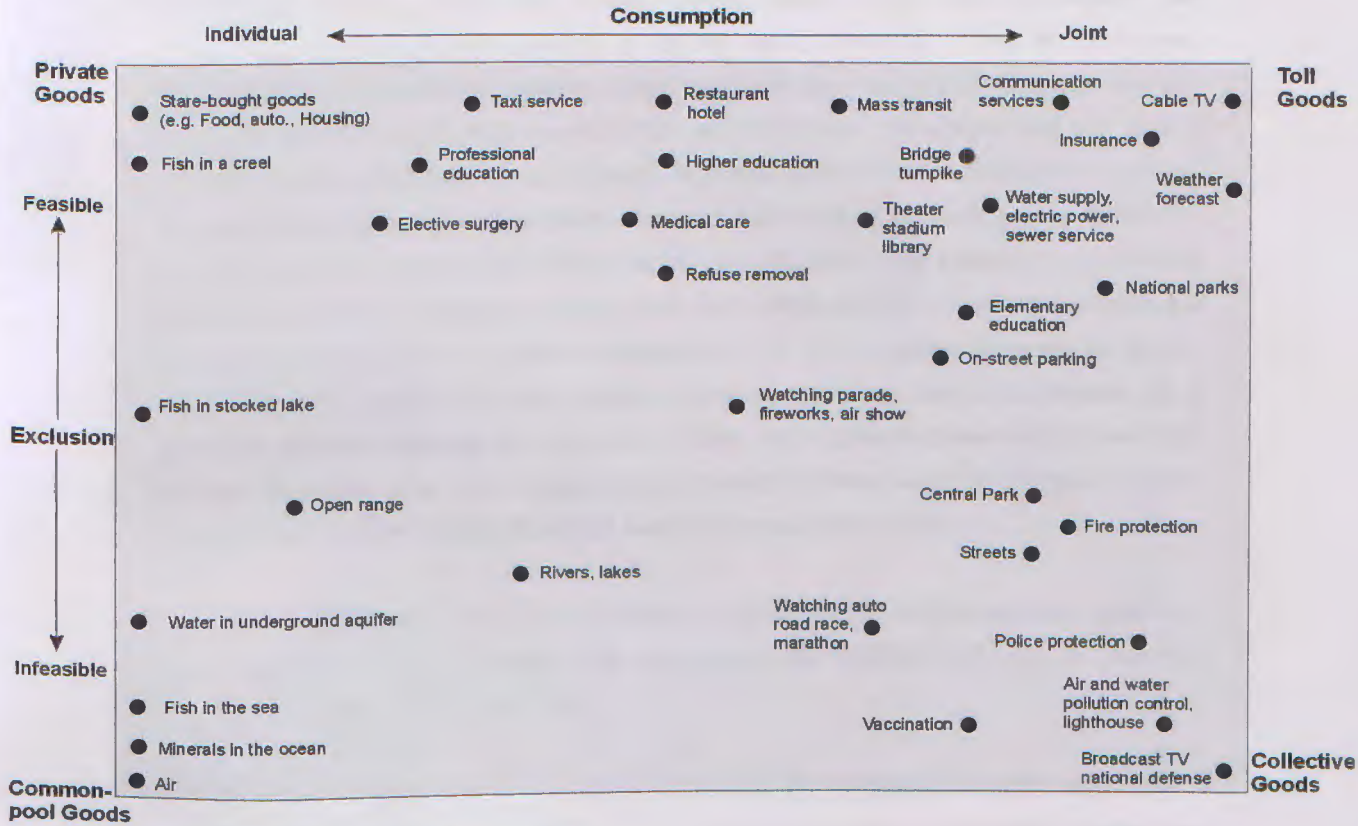 Consumption
Individual
Joint
Private
Goods
Toll
Goods
Stare-bought goods
(e.g. Food, auto., Housing)
Taxi service
Restaurant
hotel
Mass transit
Communication
services
Cable TV
Insurance
Fish in a creel
Professional
education
Higher education
Bridge
tumpike
Weather
forecast
Feasible
Elective surgery
Medical care
Theater
stadium
library
Water supply,
electric power,
sewer service
Refuse removal
National parks
Elementary
education
On-street parking
Fish in stocked lake
Watching parade,
fireworks, air show
Exclusion
Open range
Central Park
Fire protection
Streets
Rivers, lakes
Water in underground aquifer
Watching auto
road race,
marathon
Police protection
Infeasible
Fish in the sea
Air and water
pollution control,
lighthouse
Vaccination
Minerals in the ocean
Broadcast TV
national defense
Air
Common-
pool Goods
Collective
Goods